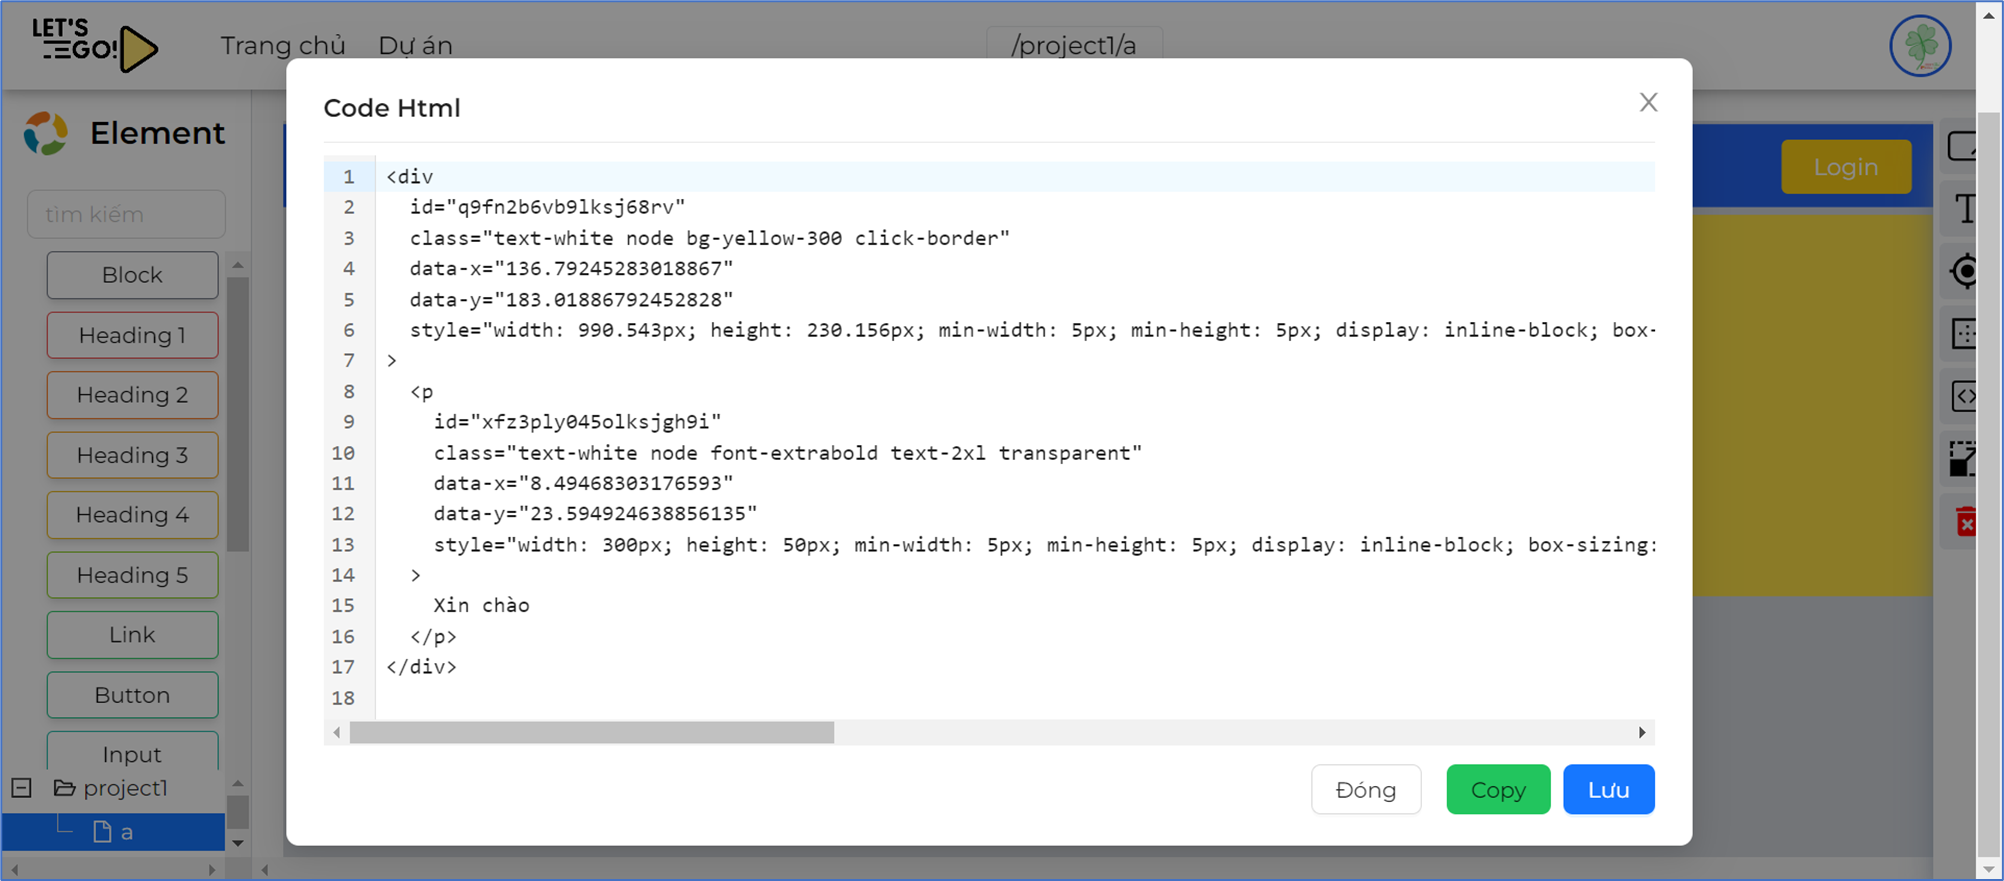 LET'S
GO!
Trang chủ
Dự án
/project1/a
Element
tìm kiếm
Block
Heading 1
Heading 2
Heading 3
Heading 4
Heading 5
Link
Button
Input
project1
a
Code Html
1 <div
2 id="q9fn2b6vb9lksj68rv"
3 class="text-white node bg-yellow-300 click-border"
4 data-x="136.79245283018867"
5 data-y="183.01886792452828"
6 style="width: 990.543px; height: 230.156px; min-width: 5px; min-height: 5px; display: inline-block; box-
7 >
8 <p
9 id="xfz3ply045olksjgh9i"
10 class="text-white node font-extrabold text-2xl transparent"
11 data-x="8.49468303176593"
12 data-y="23.594924638856135"
13 style="width: 300px; height: 50px; min-width: 5px; min-height: 5px; display: inline-block; box-sizing:
14 >
15 Xin chào
16 </p>
17 </div>
18
Đóng
Copy
Lưu
Login